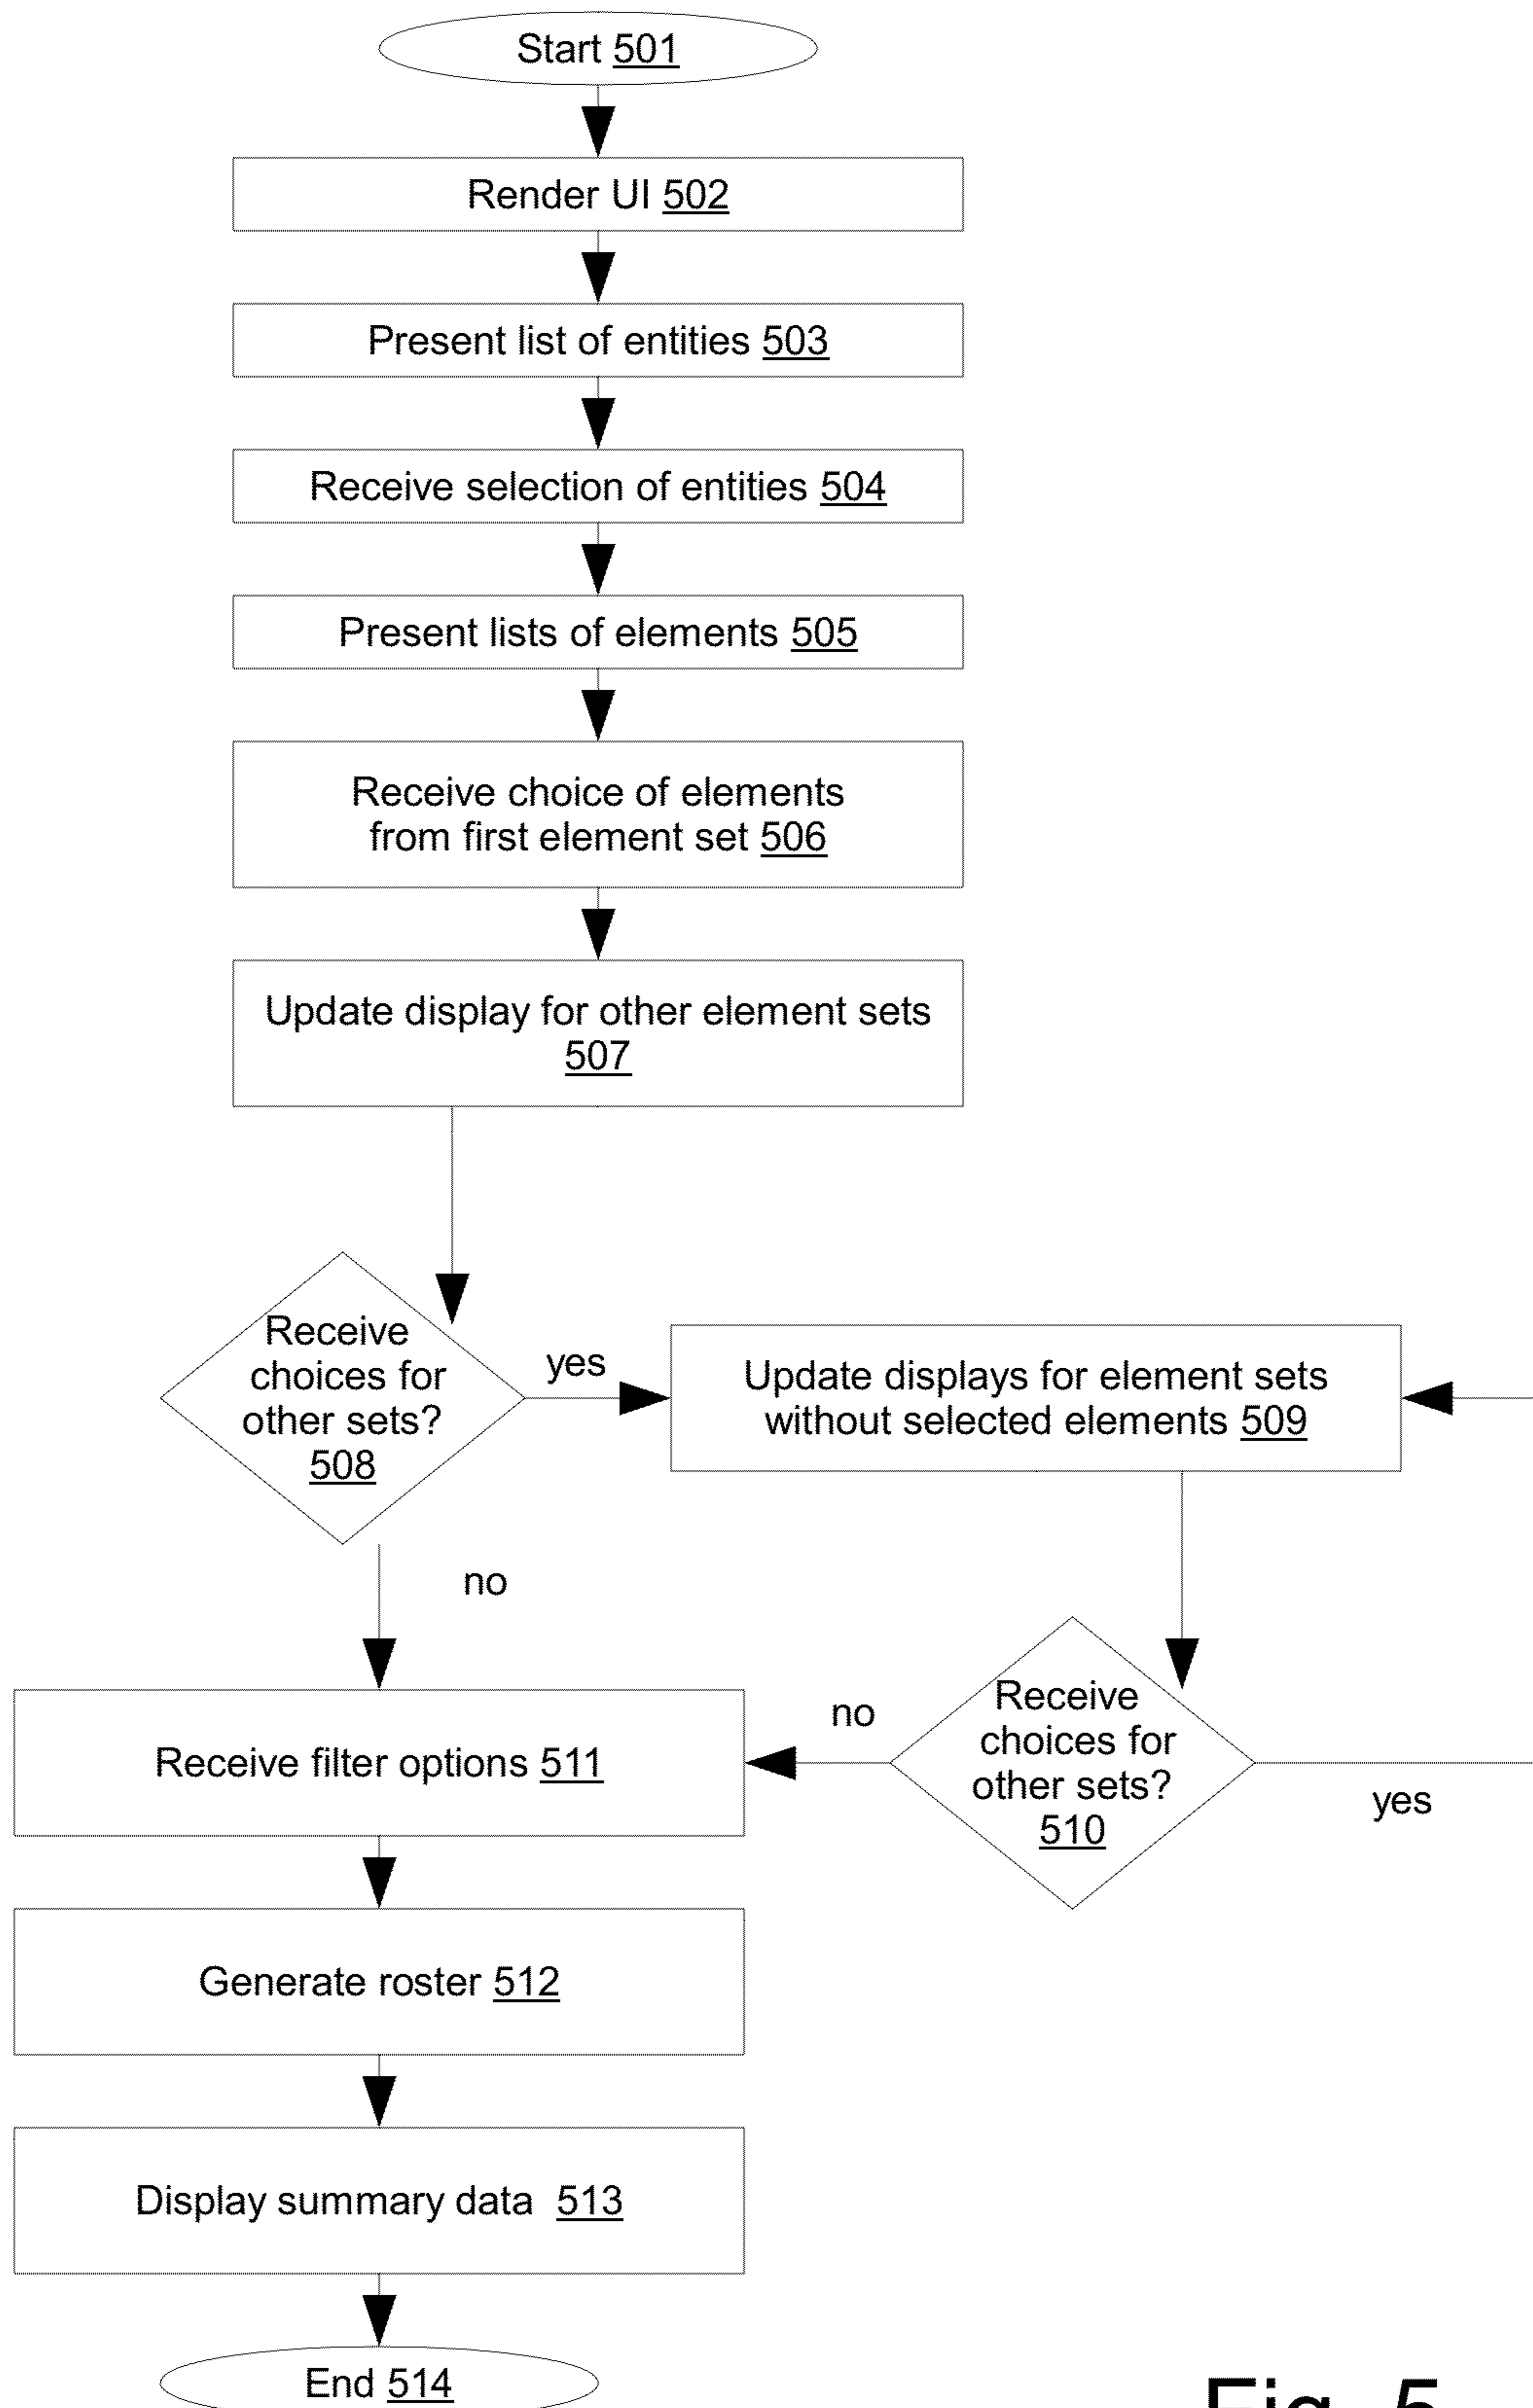 Start 501
Render UI 502
Present list of entities 503
Receive selection of entities 504
Present lists of elements 505
Receive choice of elements
from first element set 506
Update display for other element sets
507
Receive
choices for
other sets?
508
yes
Update displays for element sets
without selected elements 509
no
Receive
choices for
other sets?
510
no
yes
Receive filter options 511
Generate roster 512
Display summary data 513
End 514
Fig. 5